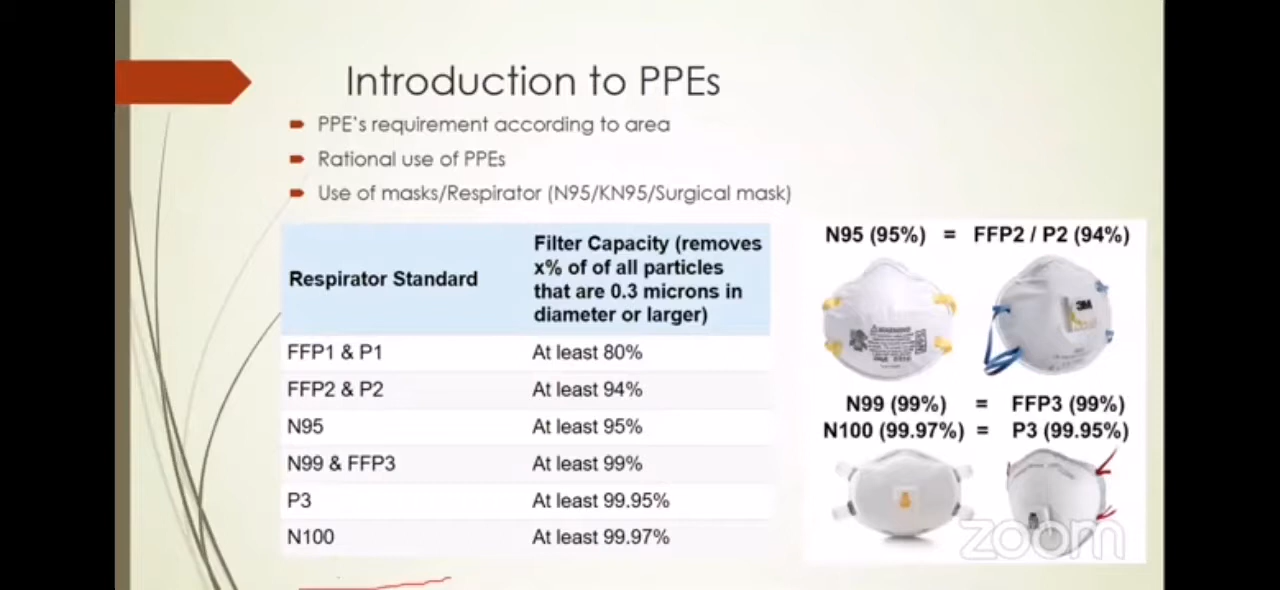 Introduction to PPEs
PPE's requirement according to area
Rational use of PPEs
Use of masks/Respirator (N95/KN95/Surgical mask)
Respirator Standard
Filter Capacity (removes
x% of of all particles
that are 0.3 microns in
diameter or larger)
FFP1 & P1 At least 80%
FFP2 & P2 At least 94%
N95 At least 95%
N99 & FFP3 At least 99%
P3 At least 99.95%
N100 At least 99.97%
N95 (95%) = FFP2 / P2 (94%)
3M
N99 (99%) = FFP3 (99%)
N100 (99.97%) = P3 (99.95%)
zoom